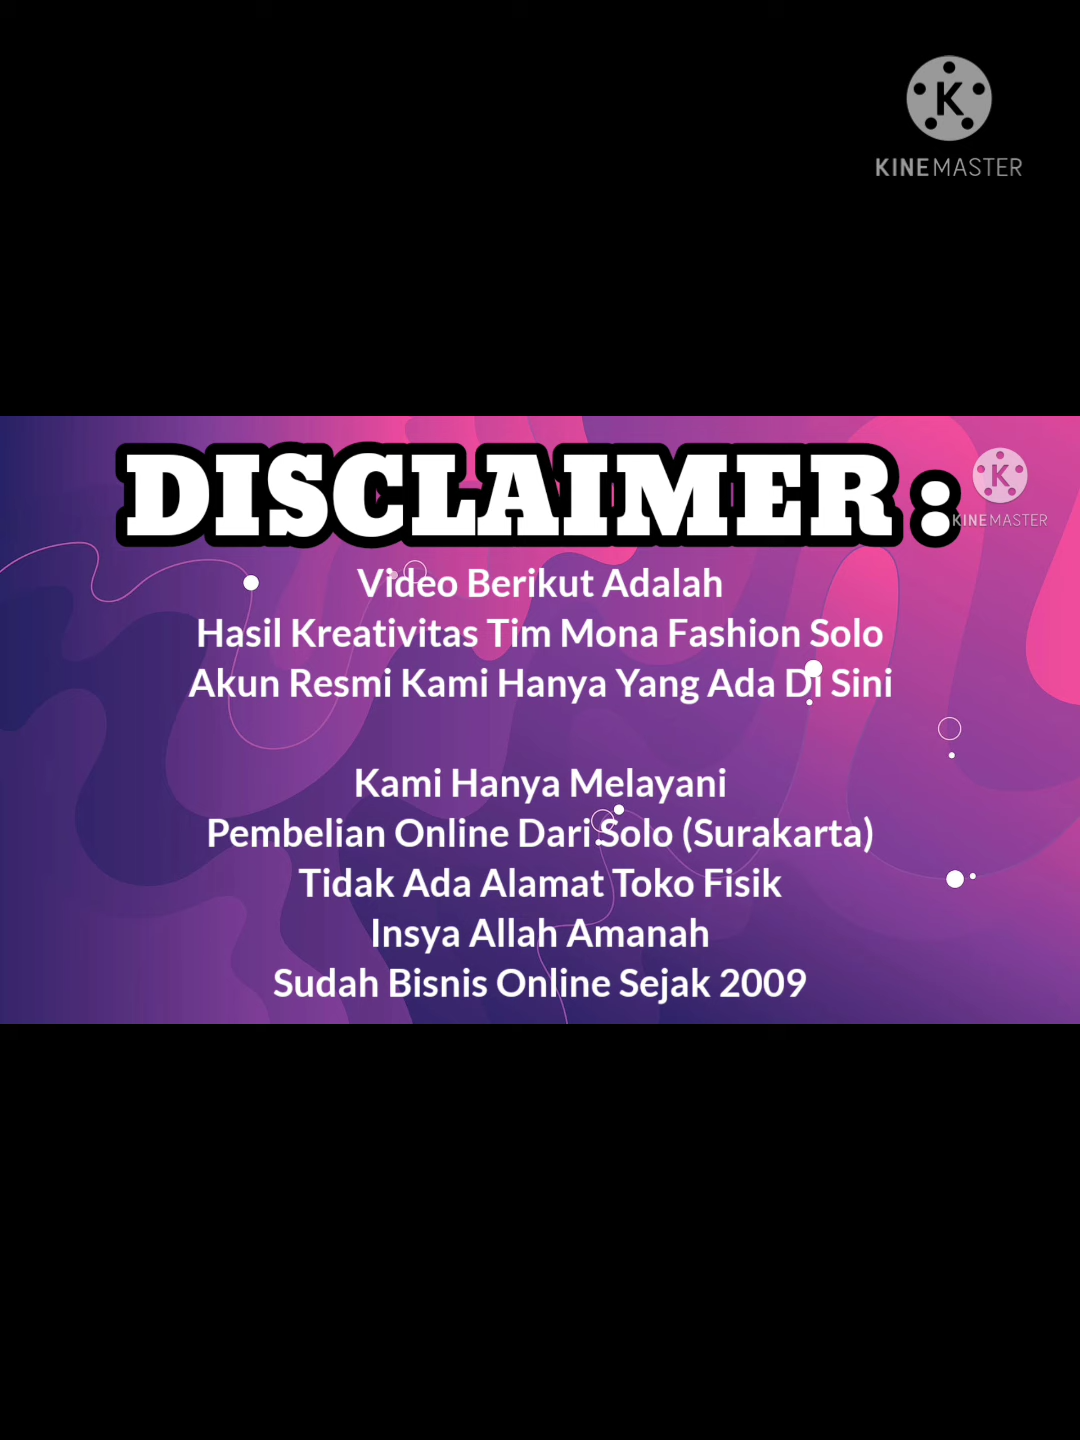 K
KINEMASTER
DISCLAIMER :
K
KINEMASTER
Video Berikut Adalah
Hasil Kreativitas Tim Mona Fashion Solo
Akun Resmi Kami Hanya Yang Ada Di Sini
Kami Hanya Melayani
Pembelian Online Dari Solo (Surakarta)
Tidak Ada Alamat Toko Fisik
Insya Allah Amanah
Sudah Bisnis Online Sejak 2009